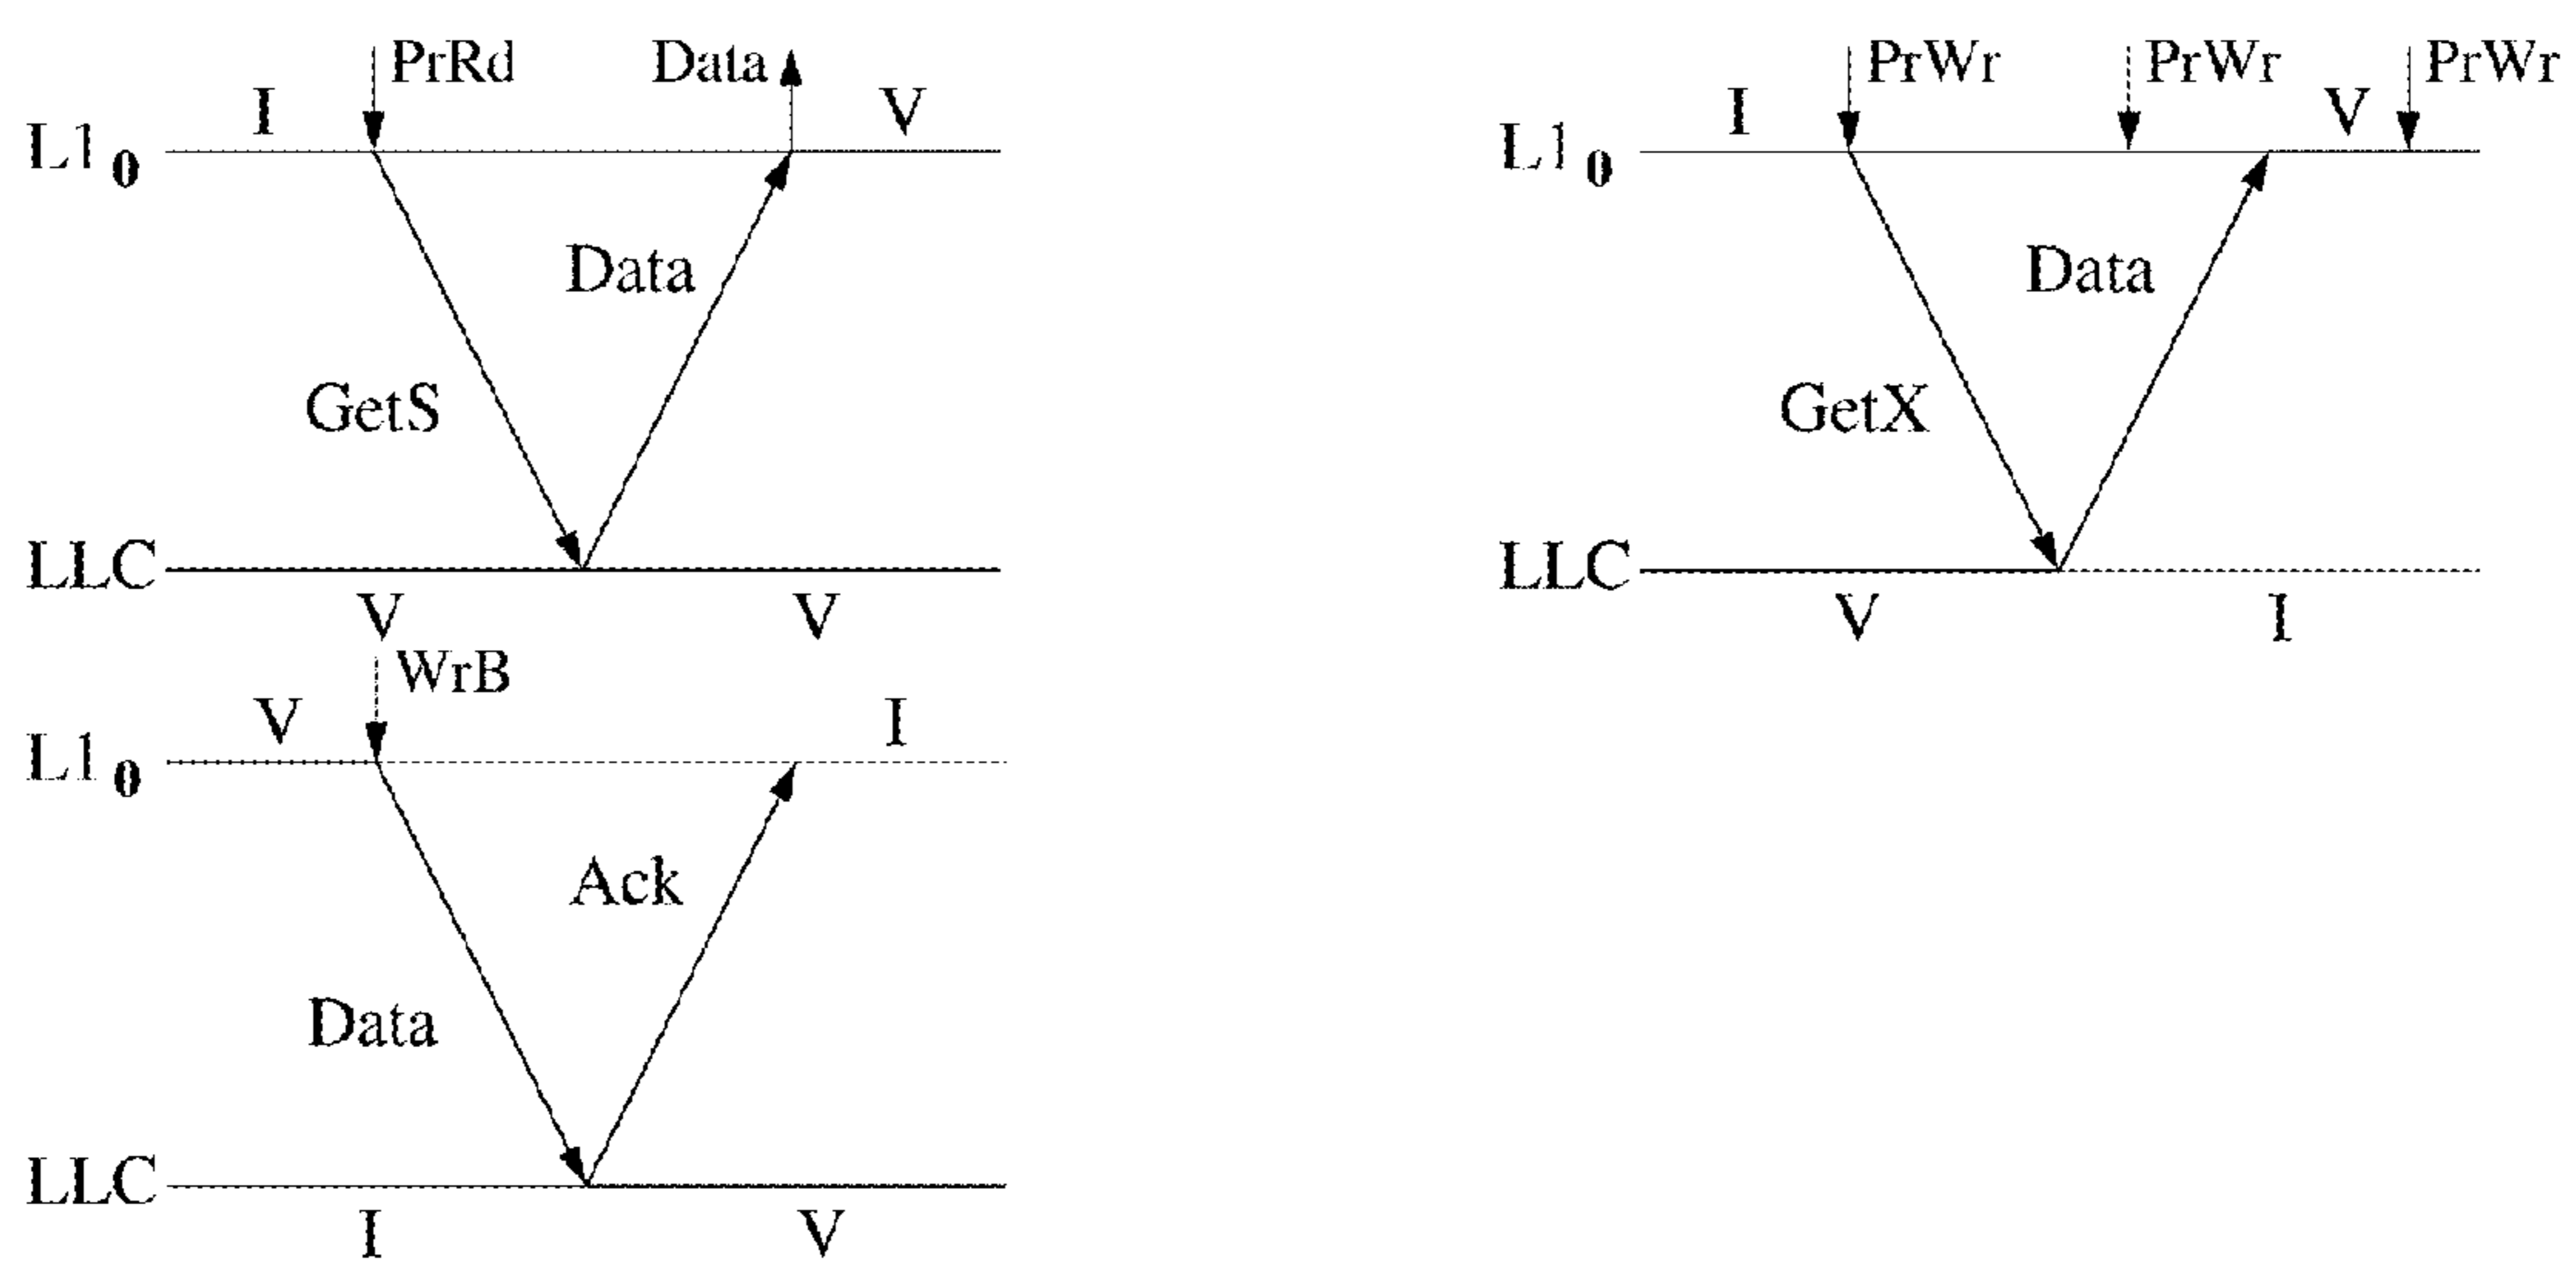 PrRd Data
I V
L1 0
Data
GetS
LLC
V V
PrWr PrWr PrWr
I V
L1 0
Data
GetX
LLC
V I
WrB
V I
L1 0
Ack
Data
LLC
I V